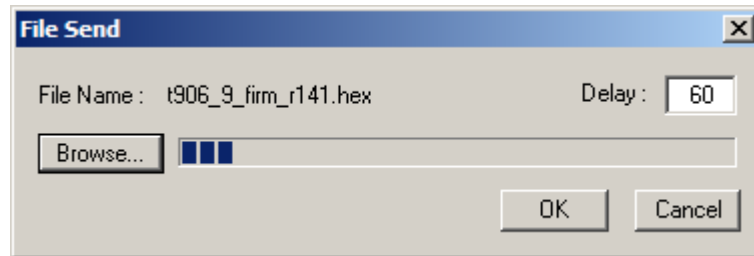 File Send
File Name : t906_9_firm_r141.hex Delay : 60
Browse...
OK Cancel